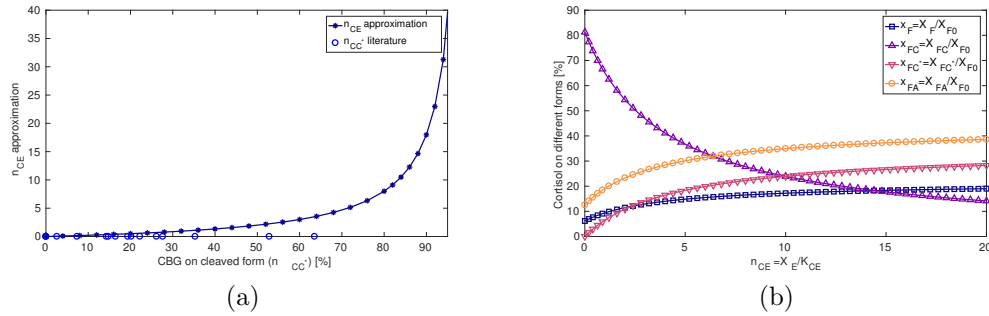 40
35
30
25
20
15
10
5
0
n_CE approximation
0 10 20 30 40 50 60 70 80 90
CBG on cleaved form (n_CC*) [%]
n_CE approximation
n_CC* literature
(a)
90
80
70
60
50
40
30
20
10
0
Cortisol on different forms [%]
0 5 10 15 20
n_CE=X_E/K_CE
x_F=X_F/X_F0
x_FC=X_FC/X_F0
x_FC*=X_FC*/X_F0
x_FA=X_FA/X_F0
(b)